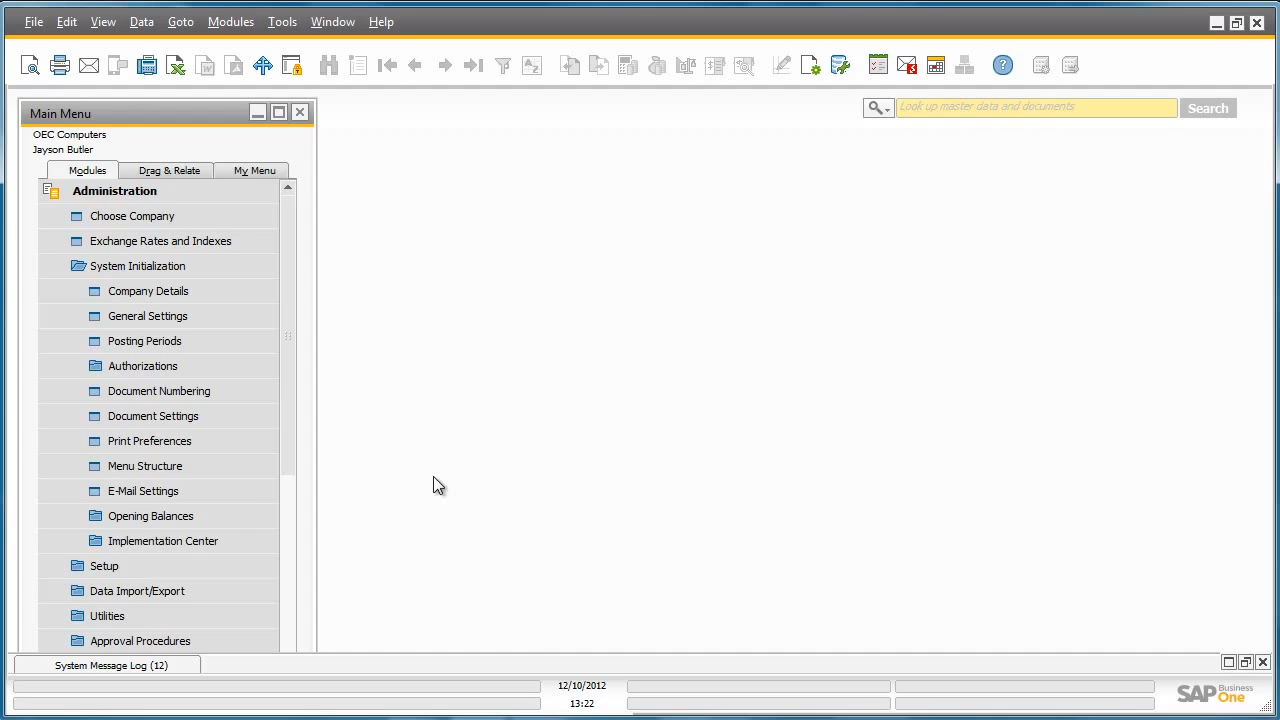 File Edit View Data Goto Modules Tools Window Help
Main Menu
Look up master data and documents
Search
OEC Computers
Jayson Butler
Modules Drag & Relate My Menu
Administration
Choose Company
Exchange Rates and Indexes
System Initialization
Company Details
General Settings
Posting Periods
Authorizations
Document Numbering
Document Settings
Print Preferences
Menu Structure
E-Mail Settings
Opening Balances
Implementation Center
Setup
Data Import/Export
Utilities
Approval Procedures
System Message Log (12)
12/10/2012
13:22
SAP Business One